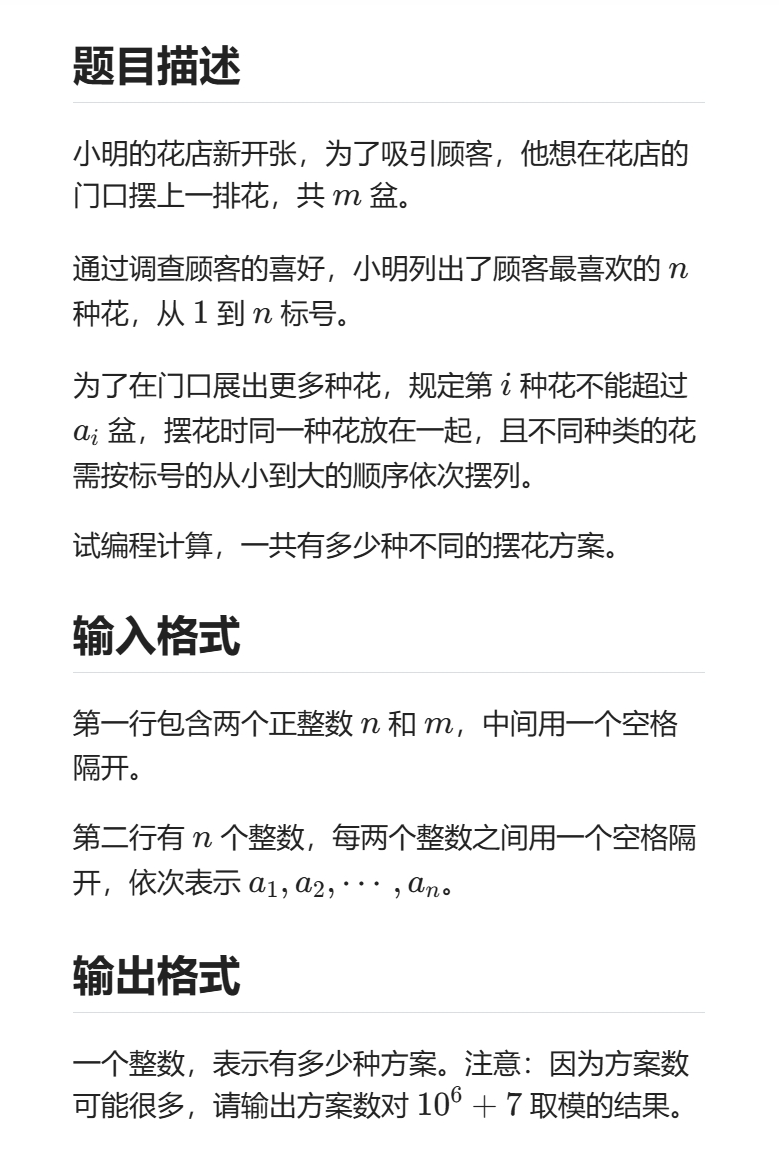 题目描述
小明的花店新开张，为了吸引顾客，他想在花店的
门口摆上一排花，共 m 盆。
通过调查顾客的喜好，小明列出了顾客最喜欢的 n
种花，从 1 到 n 标号。
为了在门口展出更多种花，规定第 i 种花不能超过
a_i 盆，摆花时同一种花放在一起，且不同种类的花
需按标号的从小到大的顺序依次摆列。
试编程计算，一共有多少种不同的摆花方案。
输入格式
第一行包含两个正整数 n 和 m，中间用一个空格
隔开。
第二行有 n 个整数，每两个整数之间用一个空格隔
开，依次表示 a_1, a_2, ⋯ , a_n。
输出格式
一个整数，表示有多少种方案。注意：因为方案数
可能很多，请输出方案数对 10^6 + 7 取模的结果。